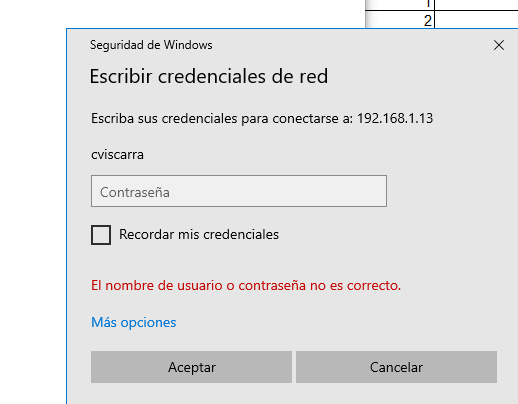 1
2
Seguridad de Windows
Escribir credenciales de red
Escriba sus credenciales para conectarse a: 192.168.1.13
cviscarra
Contraseña
Recordar mis credenciales
El nombre de usuario o contraseña no es correcto.
Más opciones
Aceptar
Cancelar